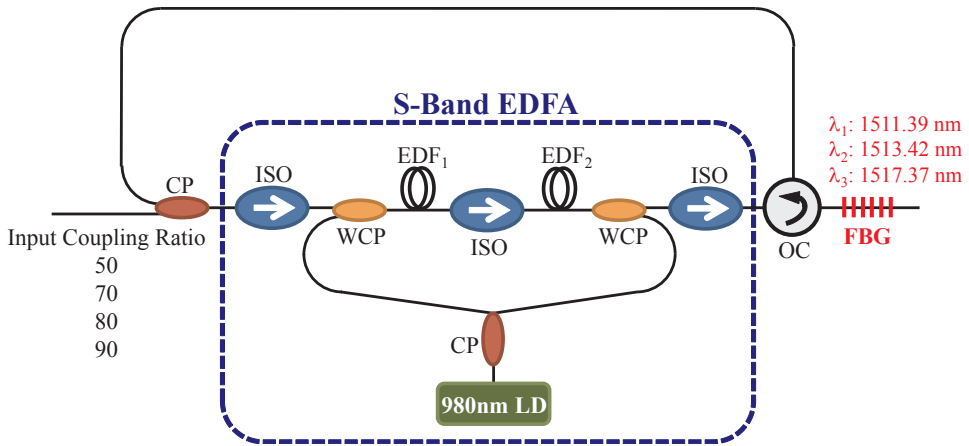 S-Band EDFA
λ₁: 1511.39 nm
λ₂: 1513.42 nm
λ₃: 1517.37 nm
CP
ISO
EDF₁
EDF₂
ISO
WCP
ISO
WCP
OC
FBG
Input Coupling Ratio
50
70
80
90
CP
980nm LD